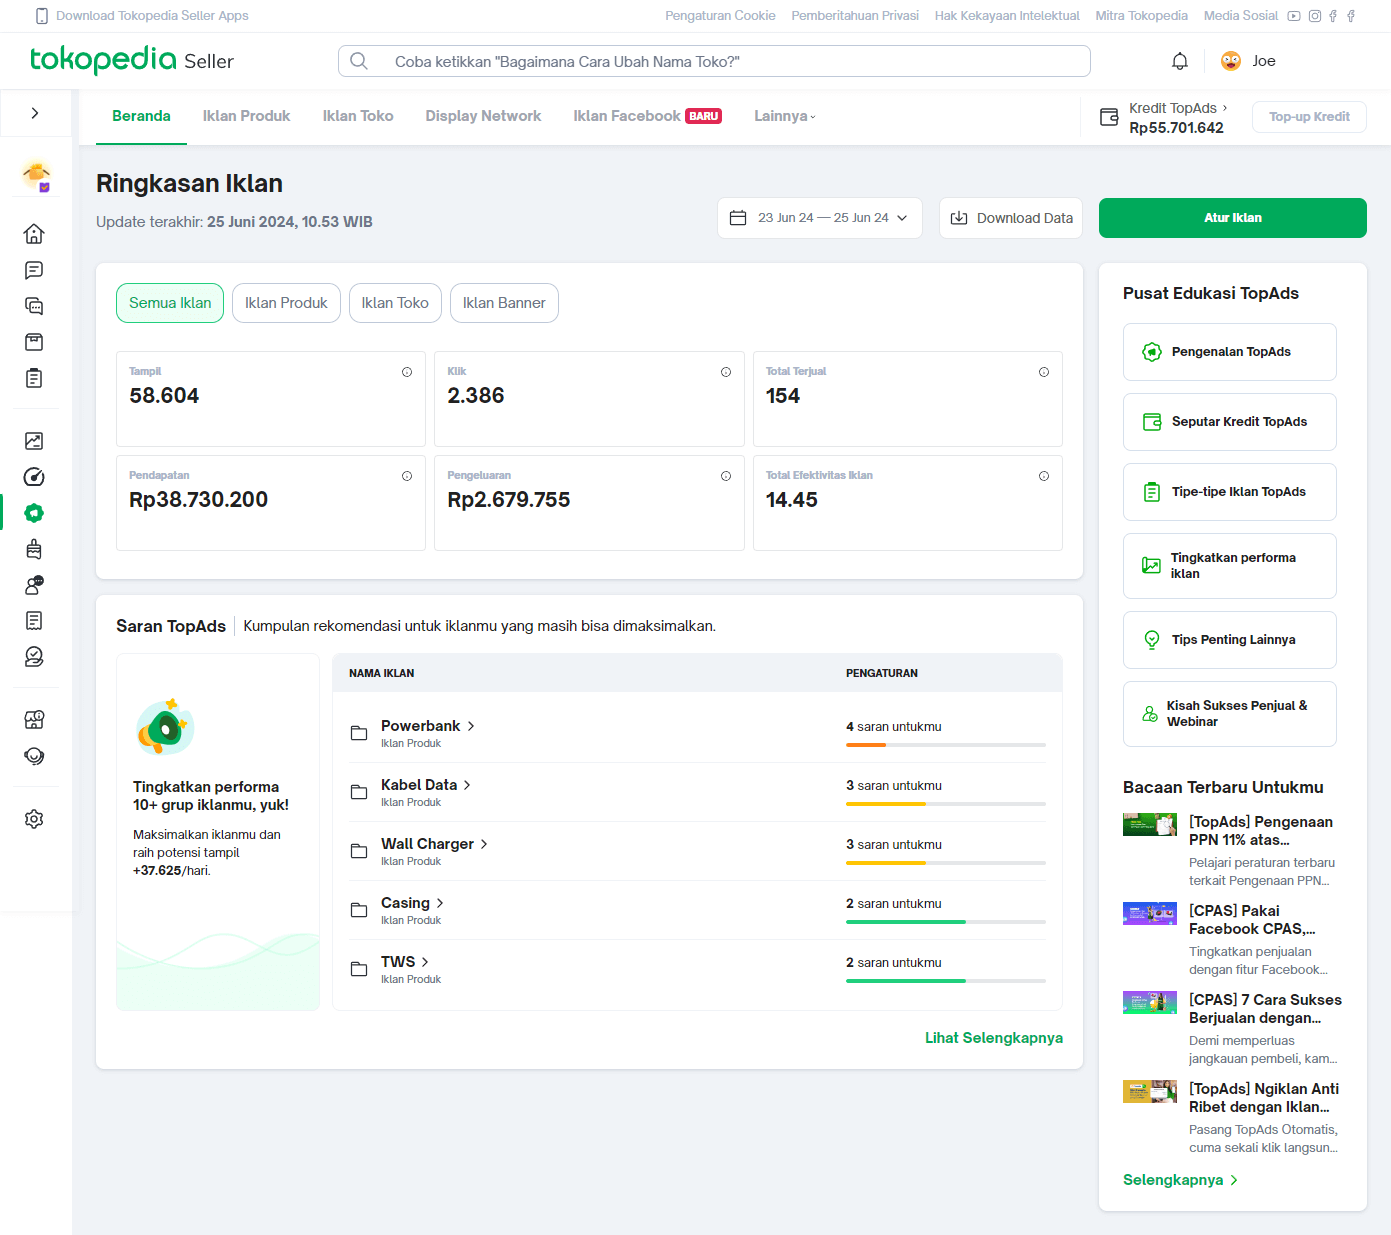 Download Tokopedia Seller Apps
Pengaturan Cookie Pemberitahuan Privasi Hak Kekayaan Intelektual Mitra Tokopedia Media Sosial
tokopedia Seller
Coba ketikkan "Bagaimana Cara Ubah Nama Toko?"
Joe
Beranda Iklan Produk Iklan Toko Display Network Iklan Facebook BARU Lainnya
Kredit TopAds
Rp55.701.642
Top-up Kredit
Ringkasan Iklan
Update terakhir: 25 Juni 2024, 10.53 WIB
23 Jun 24 — 25 Jun 24
Download Data
Atur Iklan
Semua Iklan Iklan Produk Iklan Toko Iklan Banner
Tampil
58.604
Klik
2.386
Total Terjual
154
Pendapatan
Rp38.730.200
Pengeluaran
Rp2.679.755
Total Efektivitas Iklan
14.45
Saran TopAds
Kumpulan rekomendasi untuk iklanmu yang masih bisa dimaksimalkan.
Tingkatkan performa
10+ grup iklanmu, yuk!
Maksimalkan iklanmu dan
raih potensi tampil
+37.625/hari.
NAMA IKLAN PENGATURAN
Powerbank
Iklan Produk
4 saran untukmu
Kabel Data
Iklan Produk
3 saran untukmu
Wall Charger
Iklan Produk
3 saran untukmu
Casing
Iklan Produk
2 saran untukmu
TWS
Iklan Produk
2 saran untukmu
Lihat Selengkapnya
Pusat Edukasi TopAds
Pengenalan TopAds
Seputar Kredit TopAds
Tipe-tipe Iklan TopAds
Tingkatkan performa
iklan
Tips Penting Lainnya
Kisah Sukses Penjual &
Webinar
Bacaan Terbaru Untukmu
[TopAds] Pengenaan
PPN 11% atas...
Pelajari peraturan terbaru
terkait Pengenaan PPN...
[CPAS] Pakai
Facebook CPAS,...
Tingkatkan penjualan
dengan fitur Facebook...
[CPAS] 7 Cara Sukses
Berjualan dengan...
Demi memperluas
jangkauan pembeli, kam...
[TopAds] Ngiklan Anti
Ribet dengan Iklan...
Pasang TopAds Otomatis,
cuma sekali klik langsun...
Selengkapnya